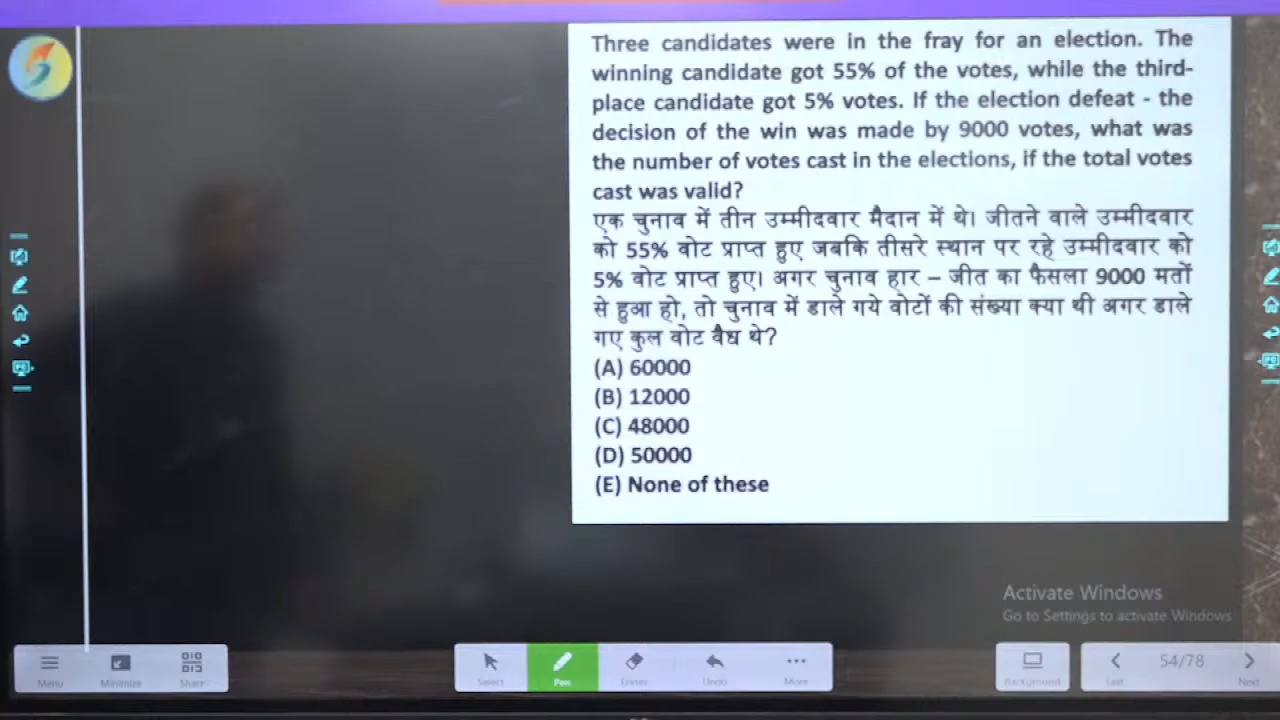 Three candidates were in the fray for an election. The
winning candidate got 55% of the votes, while the third-
place candidate got 5% votes. If the election defeat - the
decision of the win was made by 9000 votes, what was
the number of votes cast in the elections, if the total votes
cast was valid?
एक चुनाव में तीन उम्मीदवार मैदान में थे। जीतने वाले उम्मीदवार
को 55% वोट प्राप्त हुए जबकि तीसरे स्थान पर रहे उम्मीदवार को
5% वोट प्राप्त हुए। अगर चुनाव हार – जीत का फैसला 9000 मतों
से हुआ हो, तो चुनाव में डाले गये वोटों की संख्या क्या थी अगर डाले
गए कुल वोट वैध थे?
(A) 60000
(B) 12000
(C) 48000
(D) 50000
(E) None of these
Activate Windows
Go to Settings to activate Windows
Menu Minimize Share Select Pen Eraser Undo More Background Last 54/78 Next